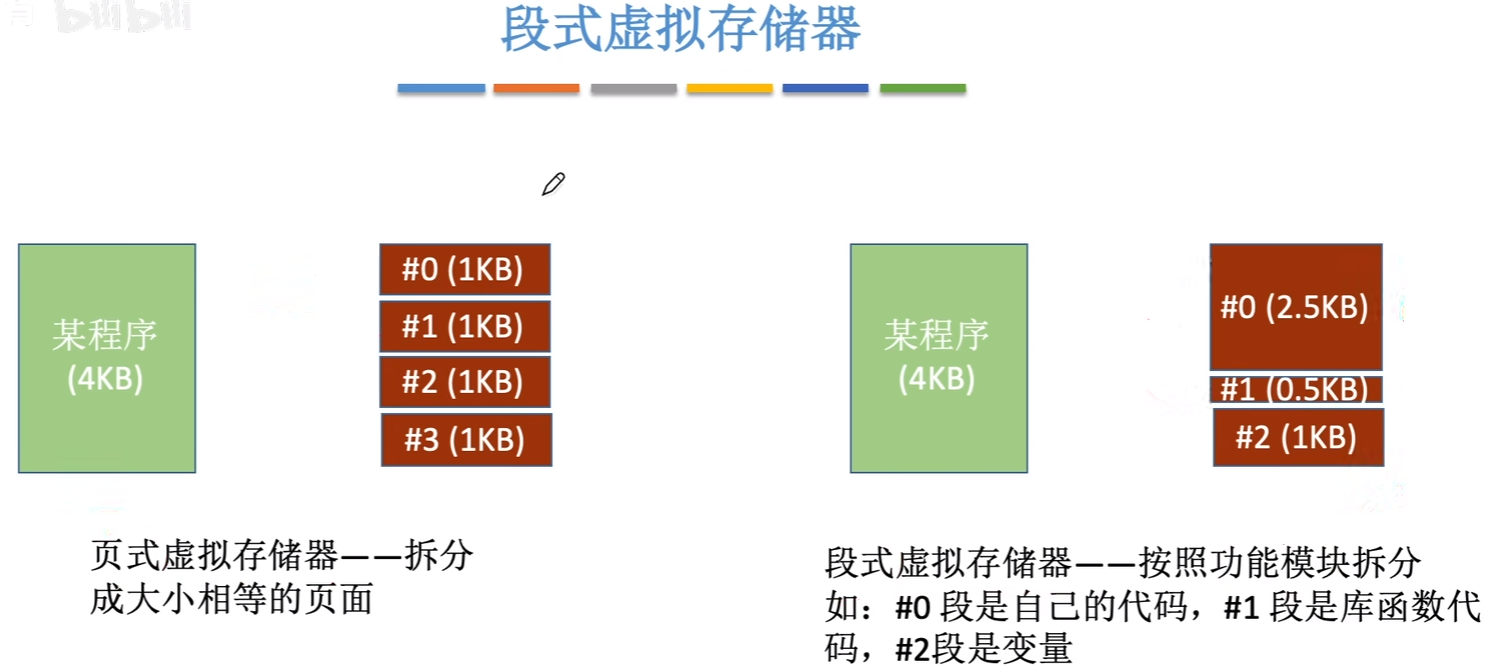 育 bilibili
段式虚拟存储器
某程序
(4KB)
#0 (1KB)
#1 (1KB)
#2 (1KB)
#3 (1KB)
页式虚拟存储器——拆分
成大小相等的页面
某程序
(4KB)
#0 (2.5KB)
#1 (0.5KB)
#2 (1KB)
段式虚拟存储器——按照功能模块拆分
如：#0 段是自己的代码，#1 段是库函数代
码，#2段是变量